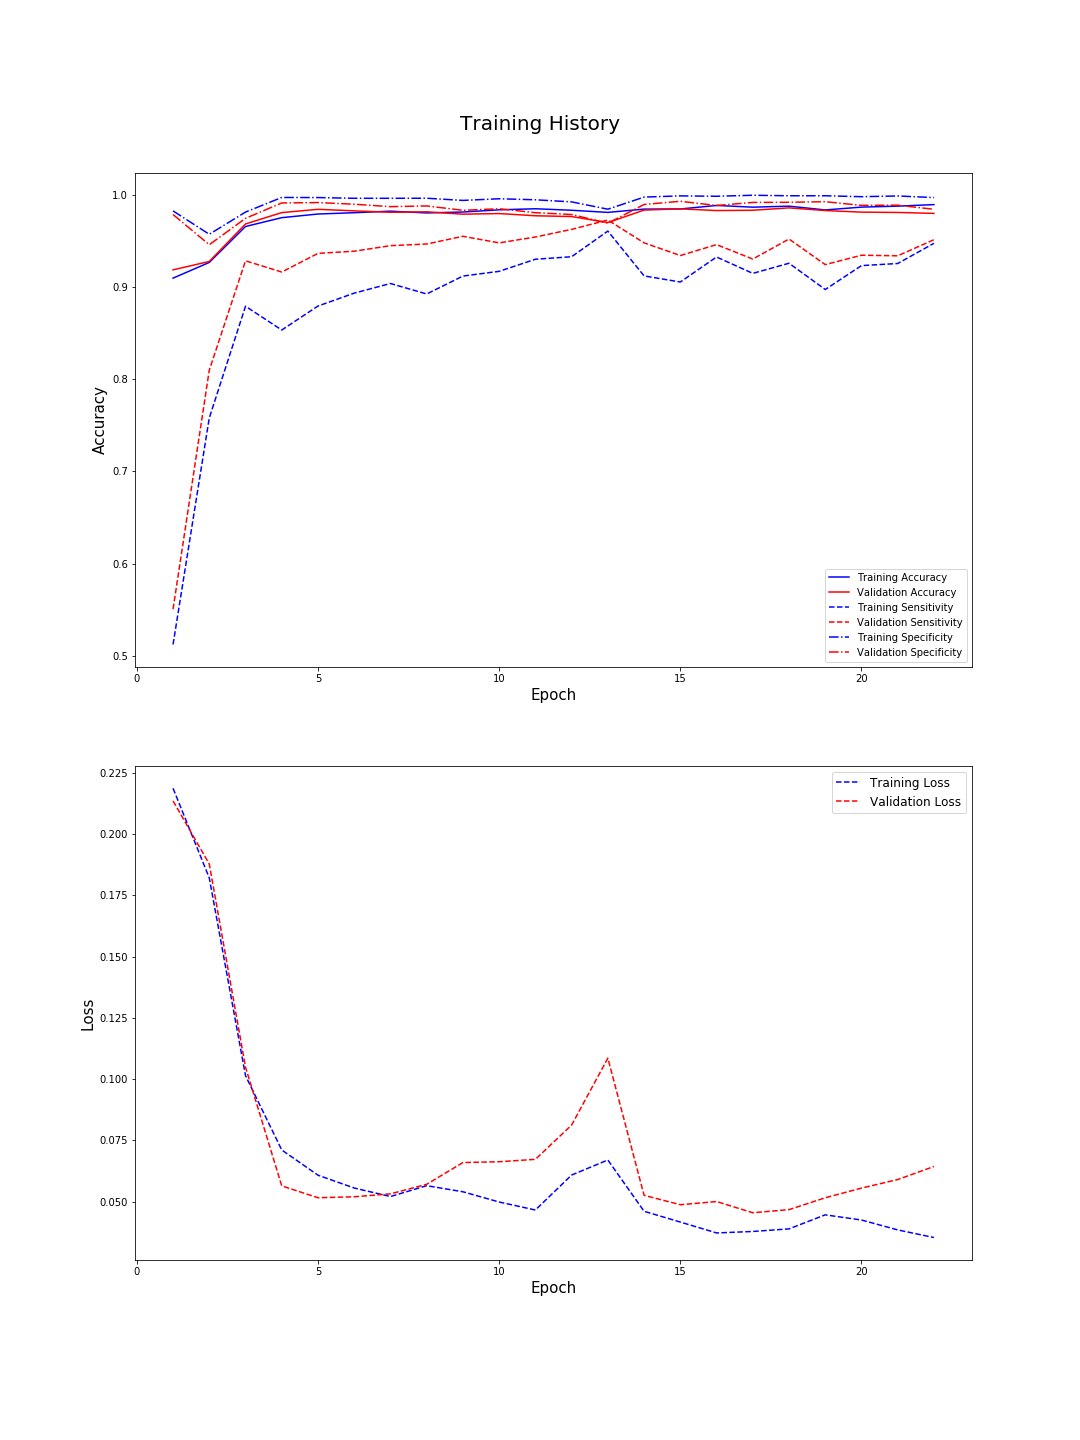 Training History
1.0
0.9
0.8
0.7
0.6
0.5
Accuracy
0 5 10 15 20
Epoch
Training Accuracy
Validation Accuracy
Training Sensitivity
Validation Sensitivity
Training Specificity
Validation Specificity
0.225
0.200
0.175
0.150
0.125
0.100
0.075
0.050
Loss
0 5 10 15 20
Epoch
Training Loss
Validation Loss